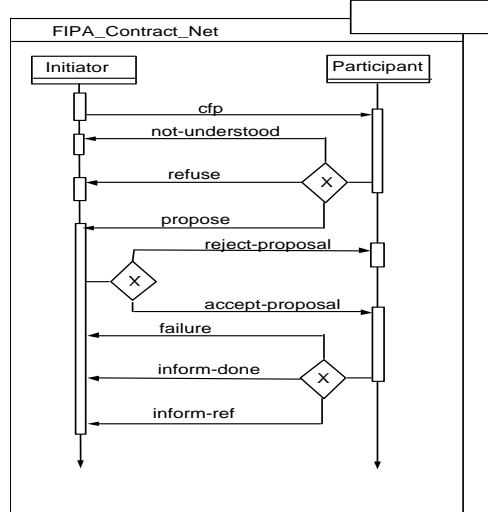 FIPA_Contract_Net
Initiator
Participant
cfp
not-understood
refuse
X
propose
reject-proposal
X
accept-proposal
failure
inform-done
X
inform-ref